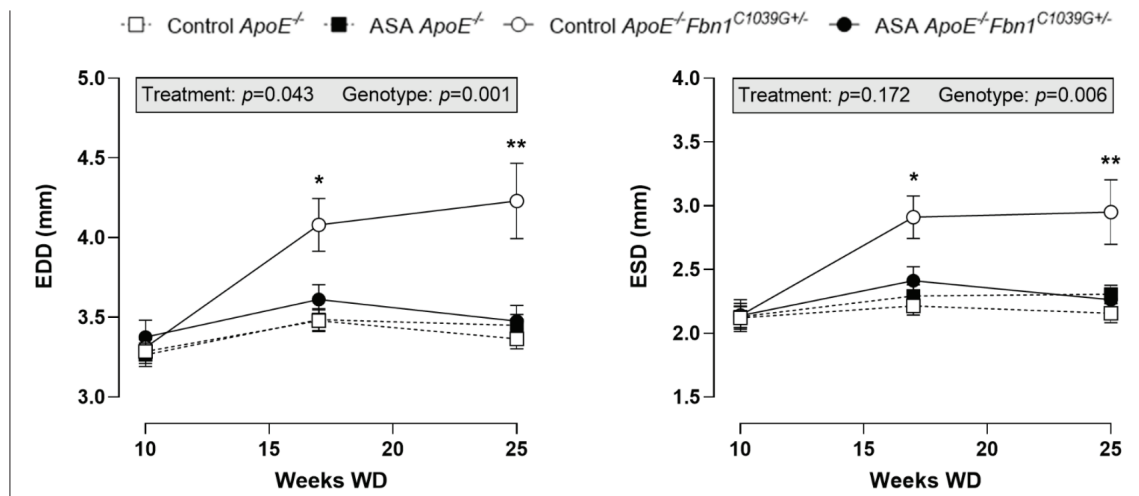 Control ApoE-/- ASA ApoE-/- Control ApoE-/-Fbn1C1039G+/- ASA ApoE-/-Fbn1C1039G+/-
Treatment: p=0.043 Genotype: p=0.001
5.0
4.5
4.0
3.5
3.0
EDD (mm)
*
**
10 15 20 25
Weeks WD
Treatment: p=0.172 Genotype: p=0.006
4.0
3.5
3.0
2.5
2.0
1.5
ESD (mm)
*
**
10 15 20 25
Weeks WD